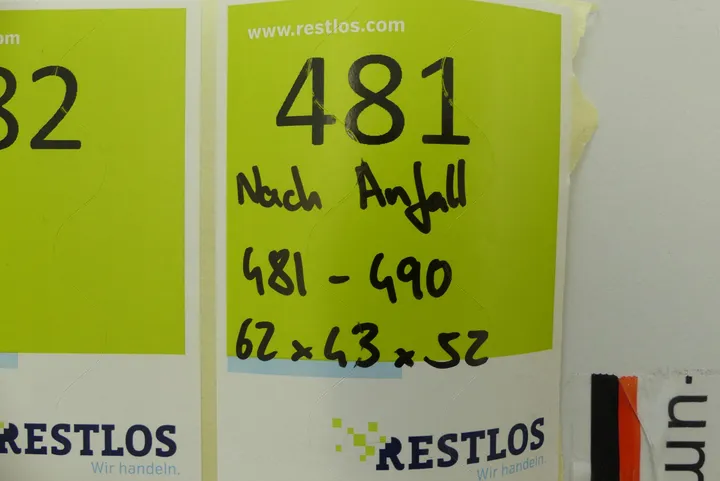 om
32
RESTLOS
Wir handeln.
www.restlos.com
481
Nach Anfall
481 - 490
62 x 43 x 52
RESTLOS
Wir handeln.